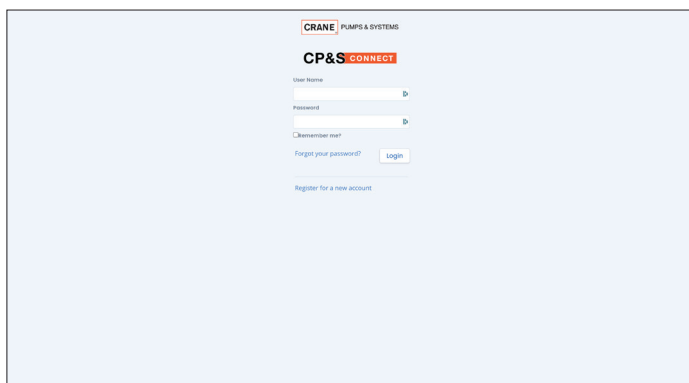 CRANE PUMPS & SYSTEMS
CP&S CONNECT
User Name
Password
Remember me?
Forgot your password? Login
Register for a new account